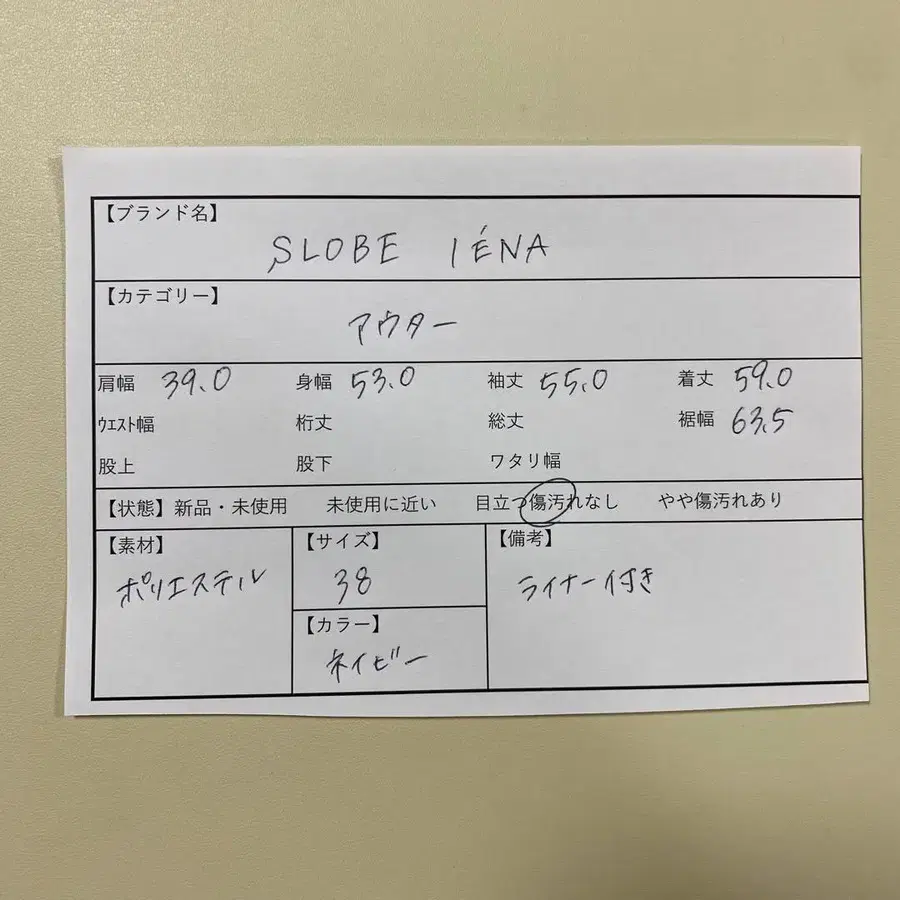 【ブランド名】
SLOBE IÉNA
【カテゴリー】
アウター
肩幅 39.0 身幅 53.0 袖丈 55.0 着丈 59.0
ｳｴｽﾄ幅 裄丈 総丈 裾幅 63.5
股上 股下 ワタリ幅
【状態】新品・未使用 未使用に近い 目立つ傷汚れなし やや傷汚れあり
【素材】
ポリエステル
【サイズ】
38
【カラー】
ネイビー
【備考】
ライナー付き